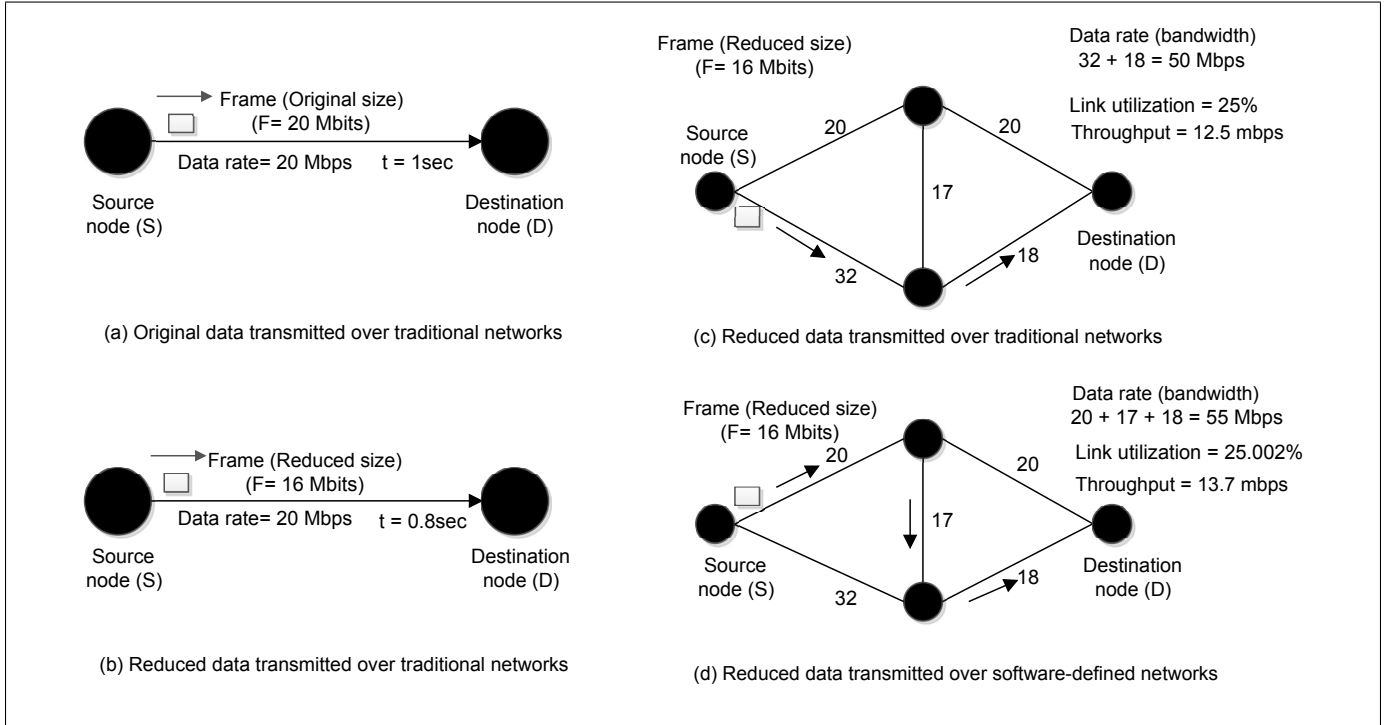 Frame (Original size)
(F= 20 Mbits)
Data rate= 20 Mbps
t = 1sec
Source
node (S)
Destination
node (D)
(a) Original data transmitted over traditional networks
Frame (Reduced size)
(F= 16 Mbits)
Data rate= 20 Mbps
t = 0.8sec
Source
node (S)
Destination
node (D)
(b) Reduced data transmitted over traditional networks
Frame (Reduced size)
(F= 16 Mbits)
Data rate (bandwidth)
32 + 18 = 50 Mbps
Link utilization = 25%
Throughput = 12.5 mbps
Source
node (S)
20
20
17
32
18
Destination
node (D)
(c) Reduced data transmitted over traditional networks
Frame (Reduced size)
(F= 16 Mbits)
Data rate (bandwidth)
20 + 17 + 18 = 55 Mbps
Link utilization = 25.002%
Throughput = 13.7 mbps
20
20
17
Source
node (S)
32
18
Destination
node (D)
(d) Reduced data transmitted over software-defined networks